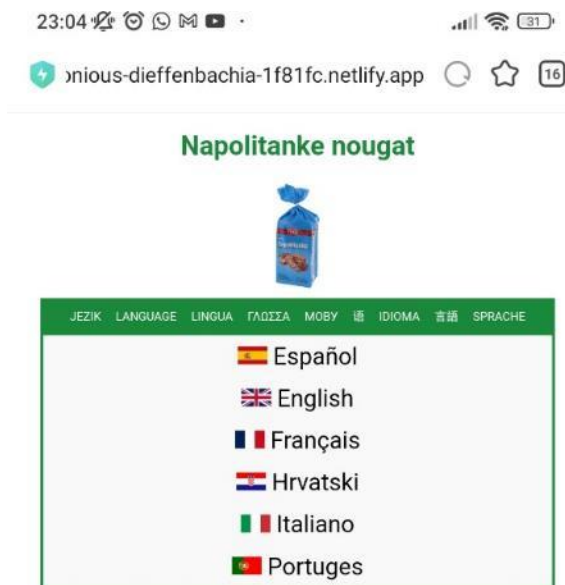 23:04
31
onious-dieffenbachia-1f81fc.netlify.app
16
Napolitanke nougat
JEZIK LANGUAGE LINGUA ΓΛΩΣΣΑ МОВУ 语 IDIOMA 言語 SPRACHE
Español
English
Français
Hrvatski
Italiano
Portuges